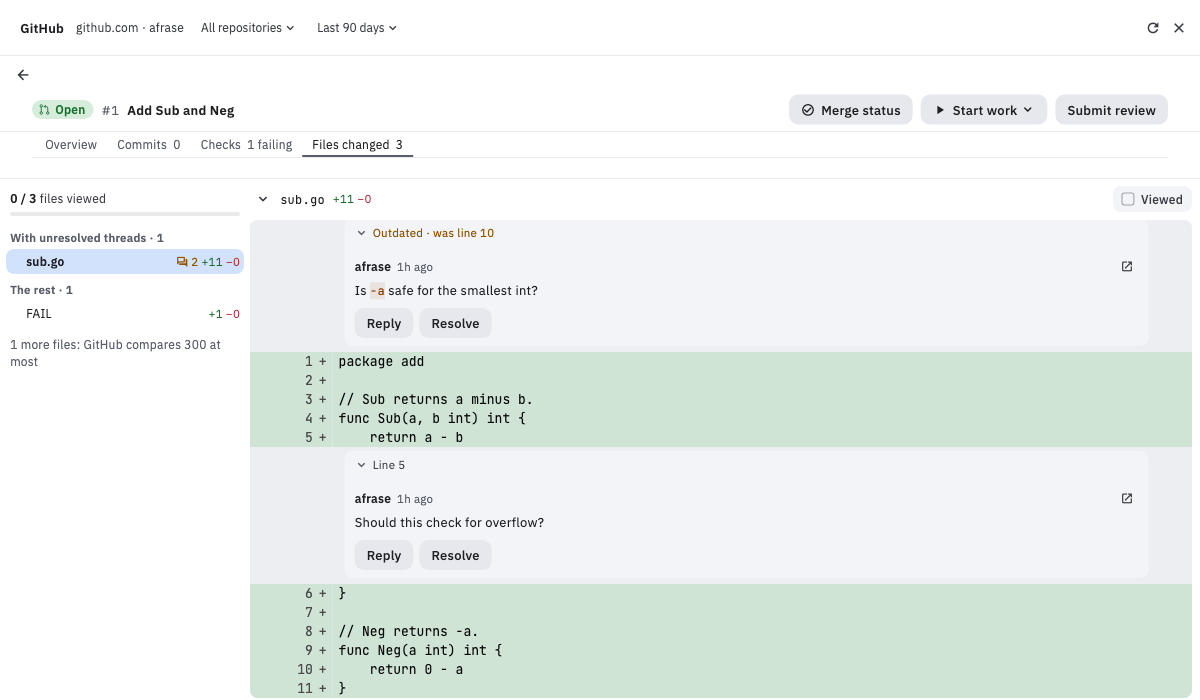 GitHub github.com · afrase All repositories Last 90 days
Open #1 Add Sub and Neg Merge status Start work Submit review
Overview Commits 0 Checks 1 failing Files changed 3
0 / 3 files viewed
With unresolved threads · 1
sub.go 2 +11 −0
The rest · 1
FAIL +1 −0
1 more files: GitHub compares 300 at
most
sub.go +11 −0 Viewed
Outdated · was line 10
afrase 1h ago
Is -a safe for the smallest int?
Reply Resolve
1 + package add
2 +
3 + // Sub returns a minus b.
4 + func Sub(a, b int) int {
5 +     return a - b
Line 5
afrase 1h ago
Should this check for overflow?
Reply Resolve
6 + }
7 +
8 + // Neg returns -a.
9 + func Neg(a int) int {
10 +     return 0 - a
11 + }